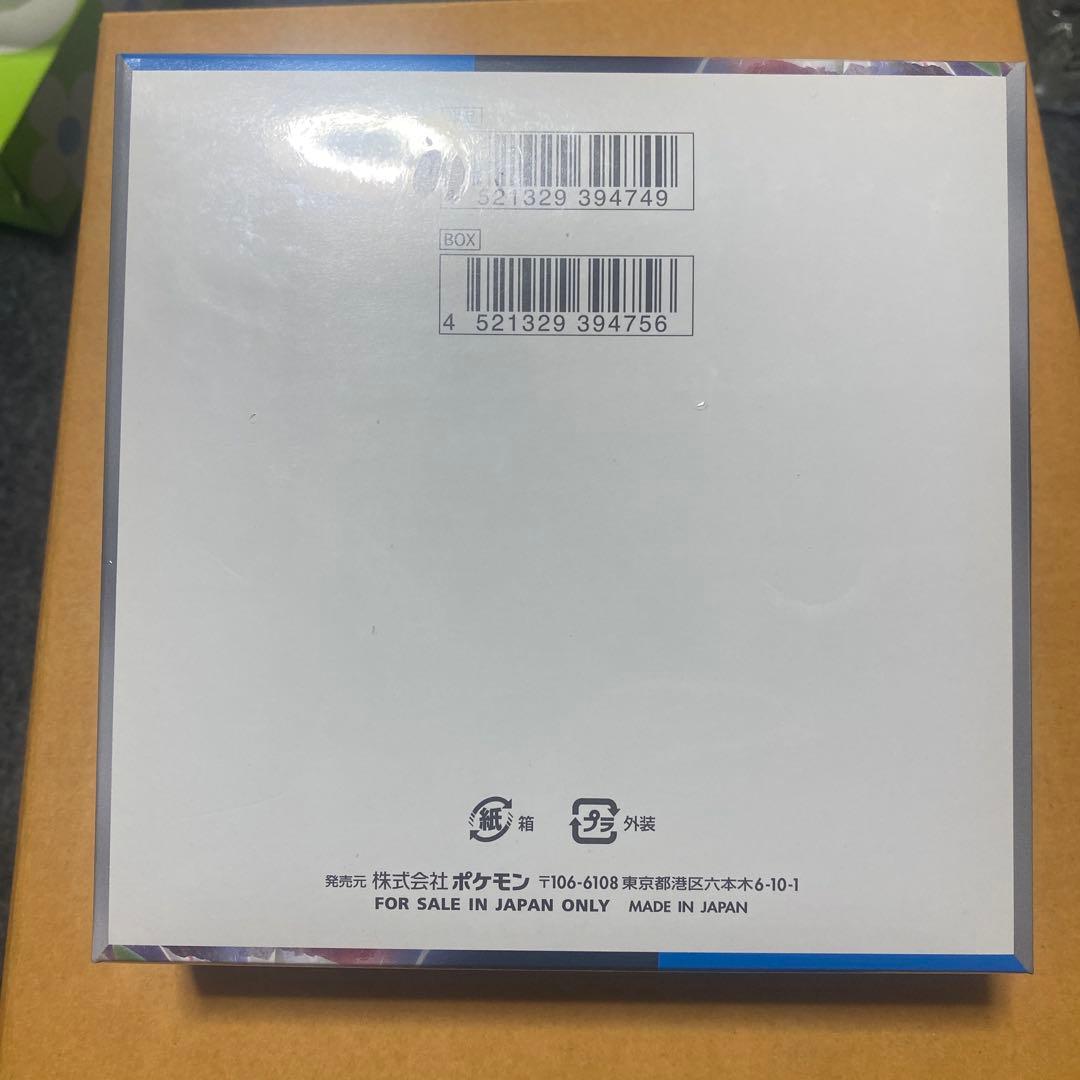 521329 394749
BOX
4 521329 394756
紙 箱 プラ 外装
発売元 株式会社 ポケモン 〒106-6108 東京都港区六本木6-10-1
FOR SALE IN JAPAN ONLY MADE IN JAPAN